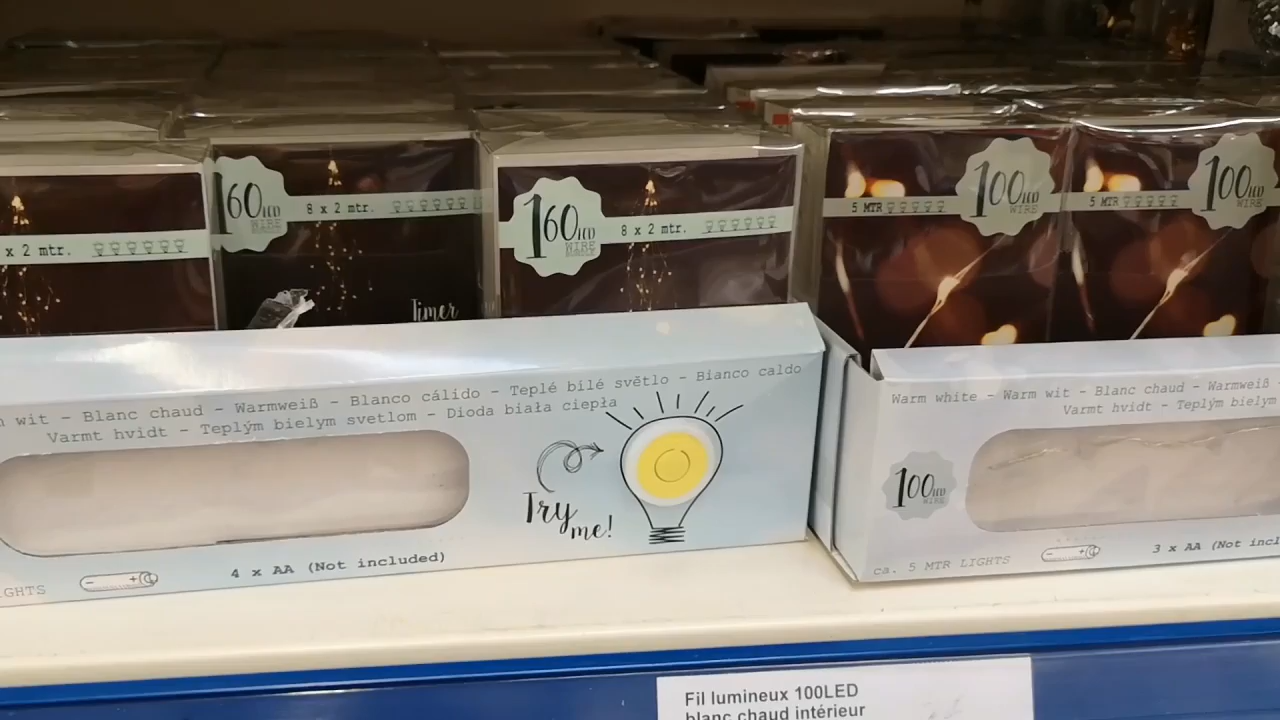 160 LED
WIRE
8 x 2 mtr.
160 LED
WIRE
8 x 2 mtr.
x 2 mtr.
Timer
5 MTR
100 LED
WIRE
5 MTR
100 LED
WIRE
wit - Blanc chaud - Warmweiß - Blanco cálido - Teplé bílé světlo - Bianco caldo
Varmt hvidt - Teplým bielym svetlom - Dioda biała ciepła
Try
me!
4 x AA (Not included)
Warm white - Warm wit - Blanc chaud - Warmweiß
Varmt hvidt - Teplým bielym
100 LED
WIRE
ca. 5 MTR LIGHTS
3 x AA (Not incl
Fil lumineux 100LED
blanc chaud intérieur